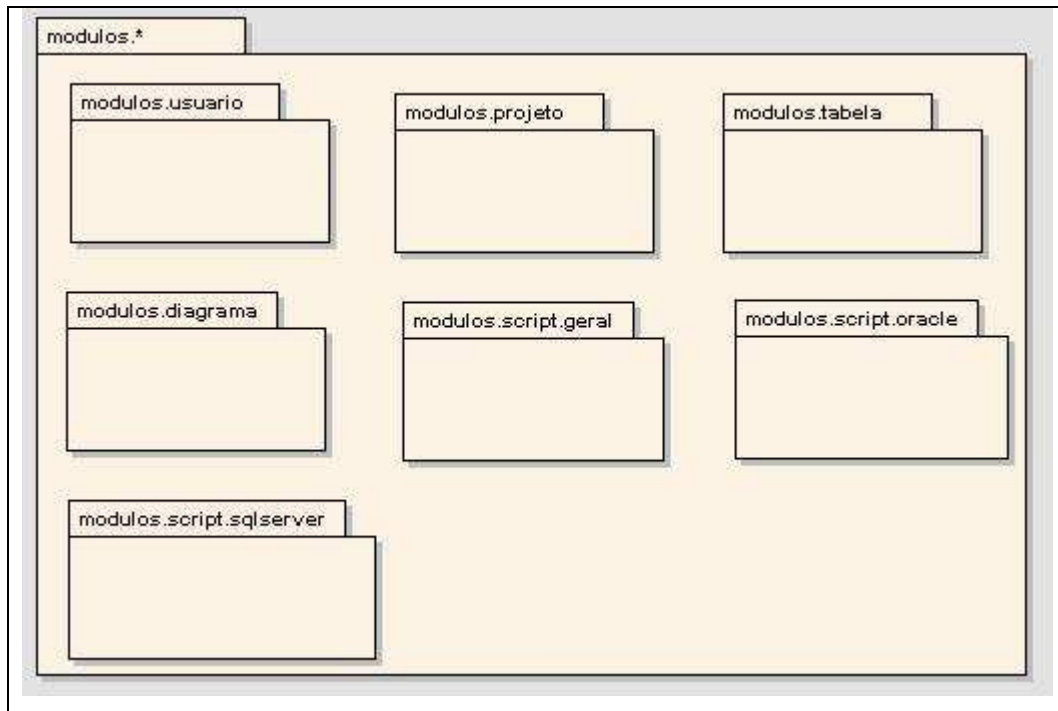 modulos.*
modulos.usuario
modulos.projeto
modulos.tabela
modulos.diagrama
modulos.script.geral
modulos.script.oracle
modulos.script.sqlserver